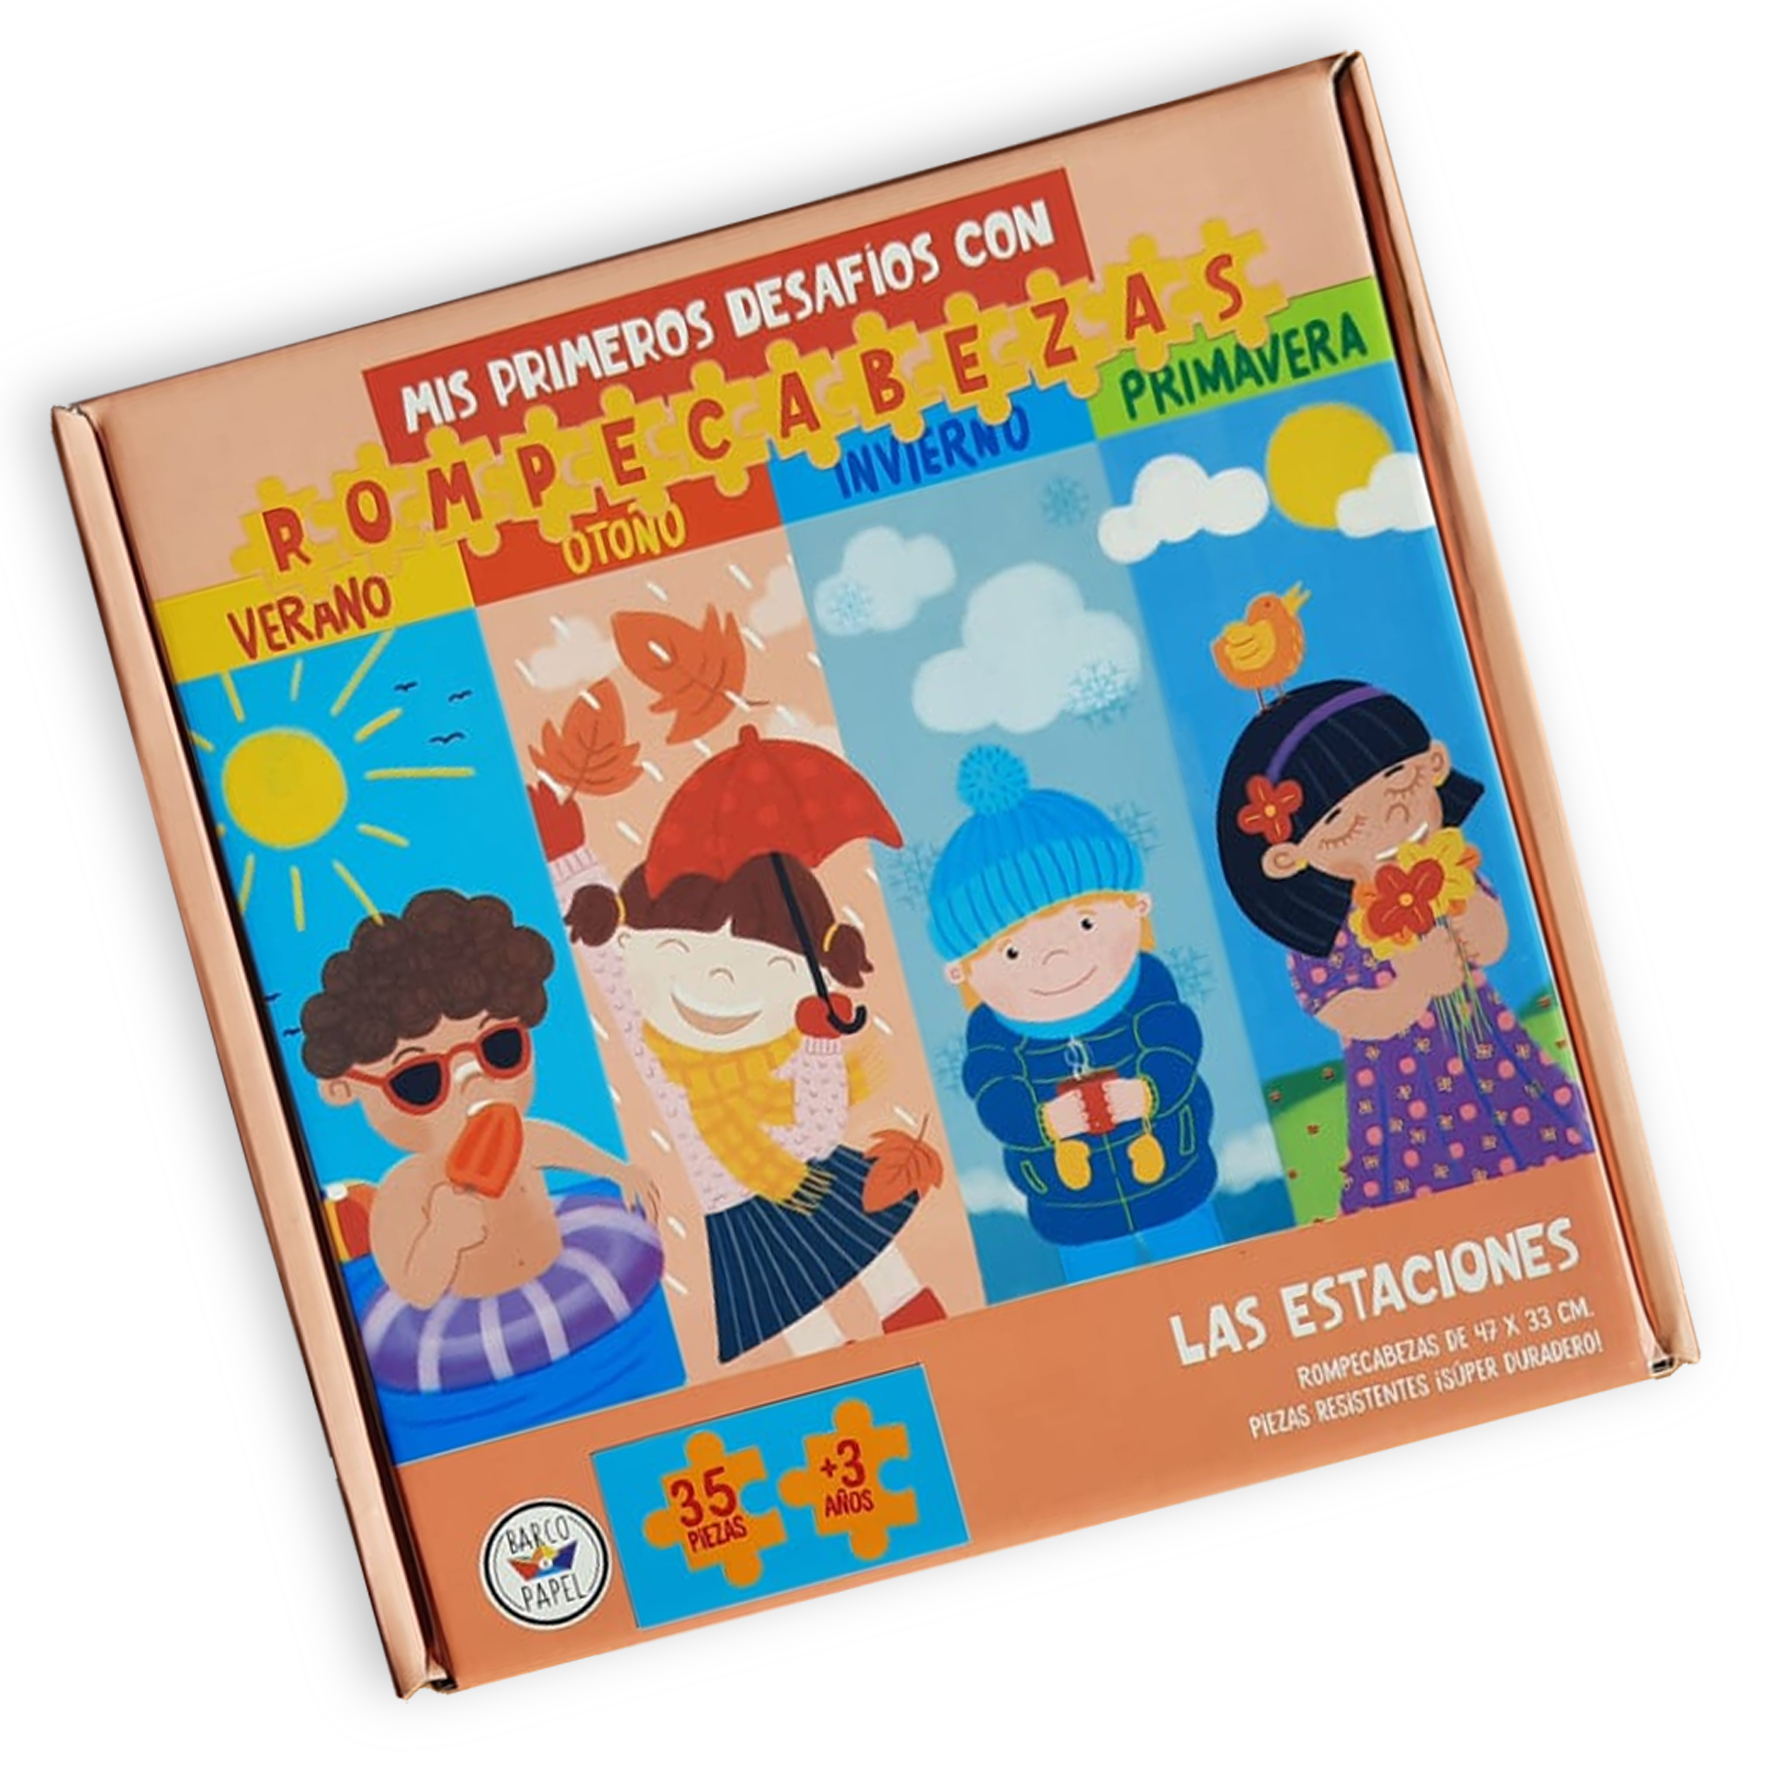 MIS PRIMEROS DESAFÍOS CON
ROMPECABEZAS
VERANO
OTOÑO
INVIERNO
PRIMAVERA
LAS ESTACIONES
ROMPECABEZAS DE 47 X 33 CM.
PIEZAS RESISTENTES ¡SÚPER DURADERO!
35
PIEZAS
+3
AÑOS
BARCO
PAPEL